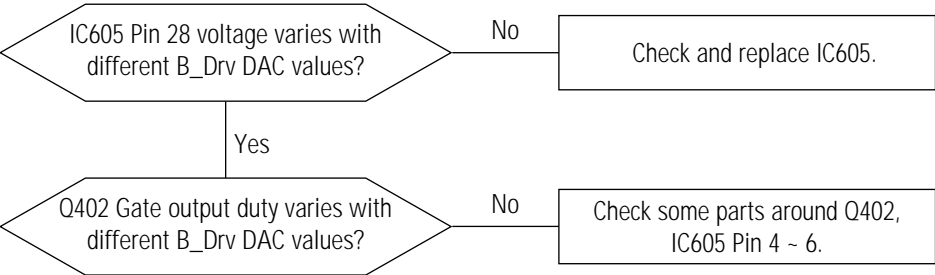 IC605 Pin 28 voltage varies with
different B_Drv DAC values?
No
Check and replace IC605.
Yes
Q402 Gate output duty varies with
different B_Drv DAC values?
No
Check some parts around Q402,
IC605 Pin 4 ~ 6.